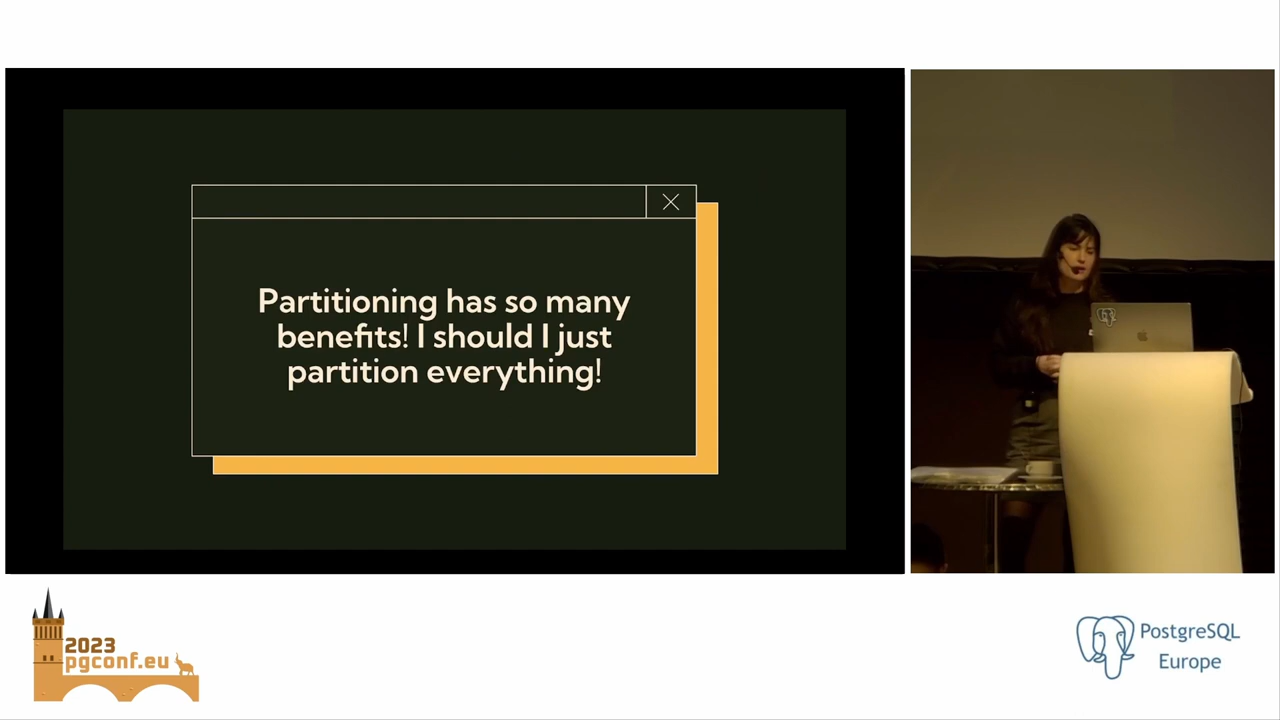 Partitioning has so many
benefits! I should I just
partition everything!
2023
pgconf.eu
PostgreSQL
Europe